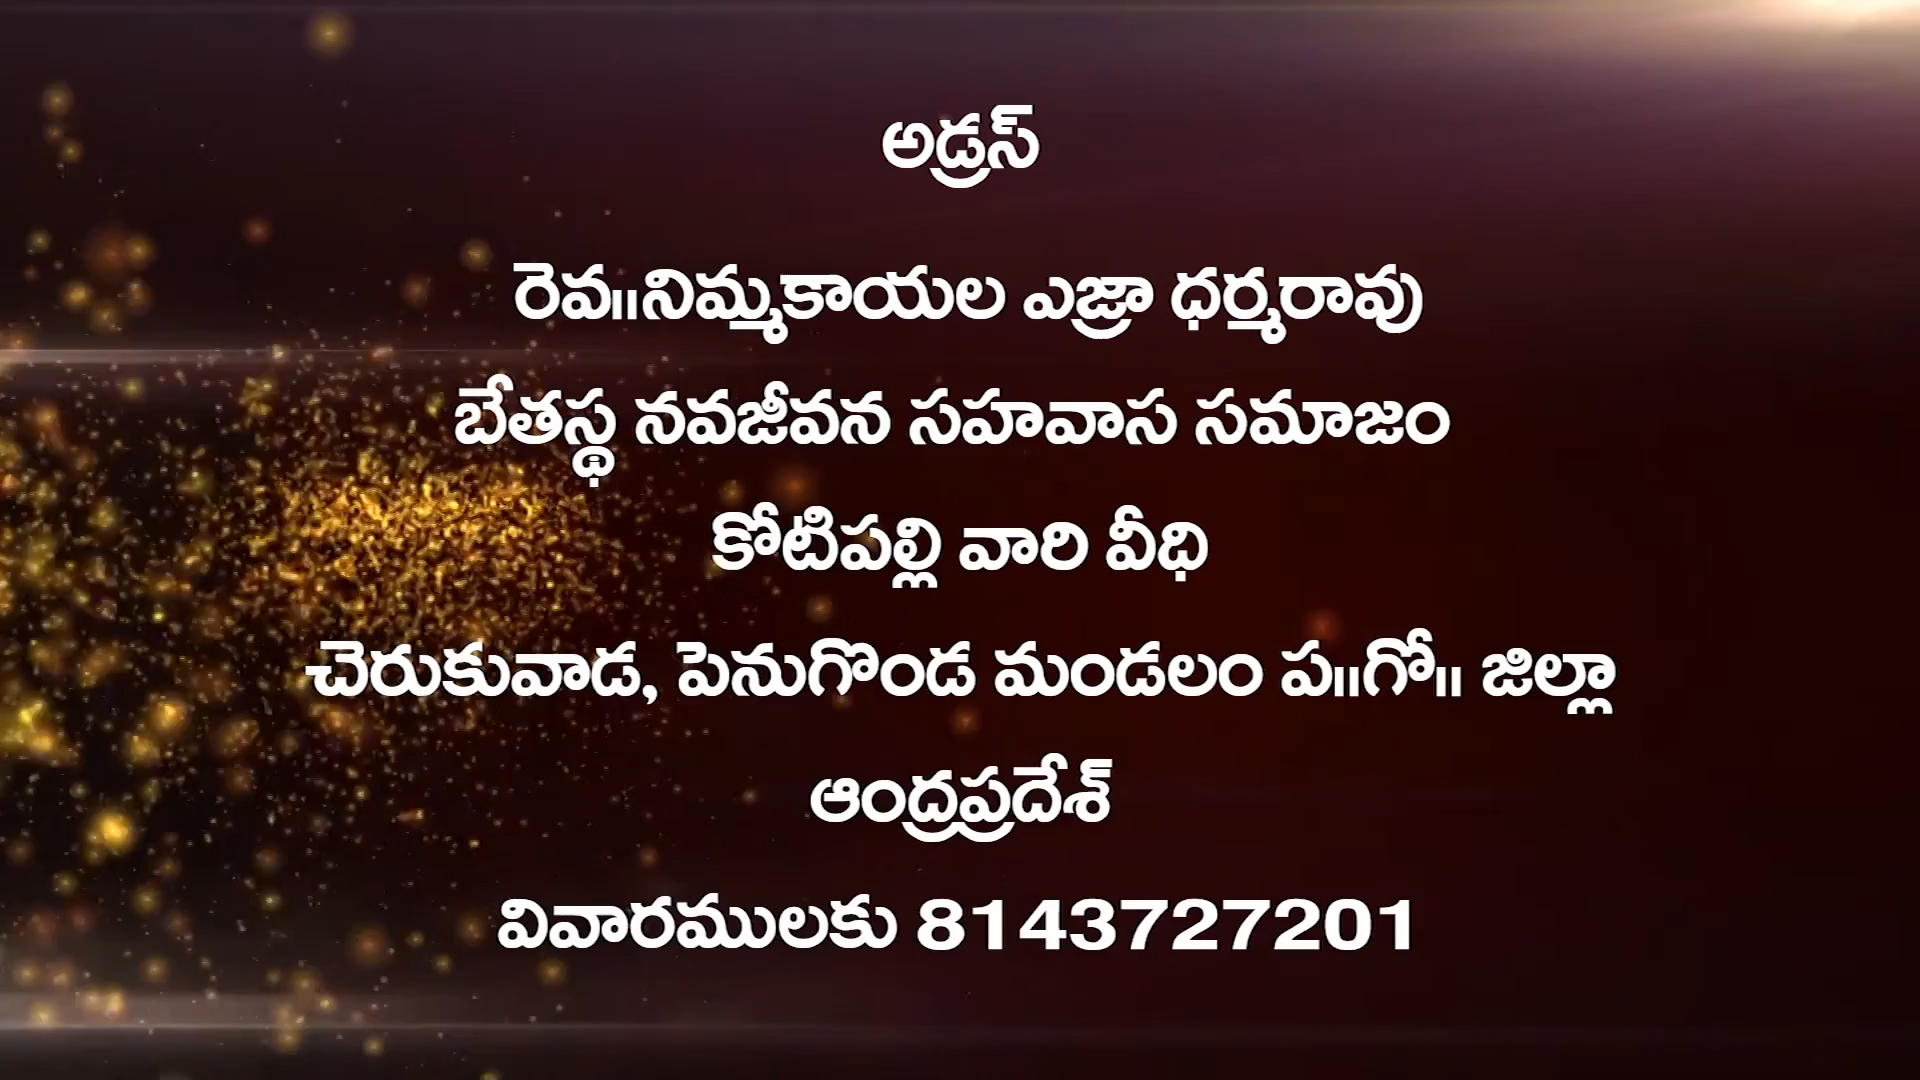 అడ్రస్
రెవ॥నిమ్మకాయల ఎజ్రా ధర్మరావు
బేతస్థ నవజీవన సహవాస సమాజం
కోటిపల్లి వారి వీధి
చెరుకువాడ, పెనుగొండ మండలం ప॥గో॥ జిల్లా
ఆంద్రప్రదేశ్
వివారములకు 8143727201